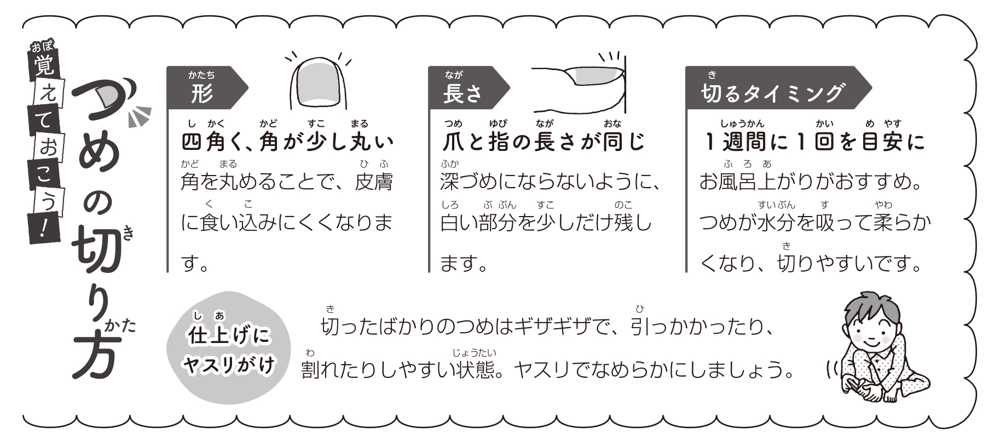 覚えておこう！
つめの切り方
形
四角く、角が少し丸い
角を丸めることで、皮膚
に食い込みにくくなりま
す。
長さ
爪と指の長さが同じ
深づめにならないように、
白い部分を少しだけ残し
ます。
切るタイミング
1週間に1回を目安に
お風呂上がりがおすすめ。
つめが水分を吸って柔らか
くなり、切りやすいです。
仕上げに
ヤスリがけ
切ったばかりのつめはギザギザで、引っかかったり、
割れたりしやすい状態。ヤスリでなめらかにしましょう。